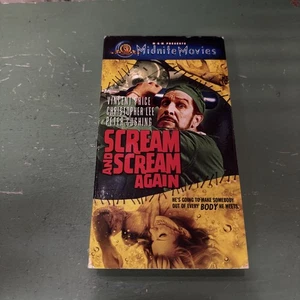 MGM PRESENTS
Midnite Movies
VINCENT PRICE
CHRISTOPHER LEE
PETER CUSHING
SCREAM
AND SCREAM
AGAIN
HE'S GOING TO MAKE SOMEBODY
OUT OF EVERY BODY HE MEETS.